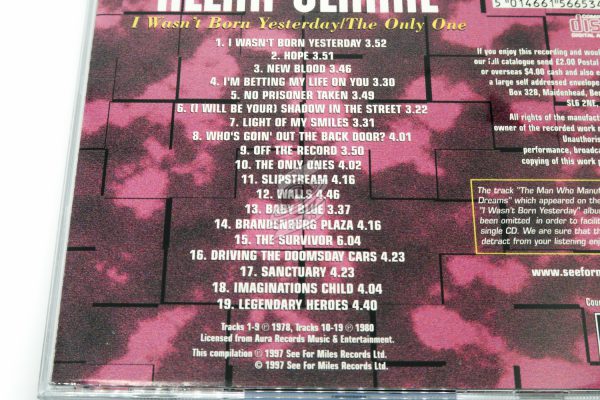 I Wasn't Born Yesterday/The Only One
1. I WASN'T BORN YESTERDAY 3.52
2. HOPE 3.51
3. NEW BLOOD 3.46
4. I'M BETTING MY LIFE ON YOU 3.30
5. NO PRISONER TAKEN 3.49
6. (I WILL BE YOUR) SHADOW IN THE STREET 3.22
7. LIGHT OF MY SMILES 3.31
8. WHO'S GOIN' OUT THE BACK DOOR? 4.01
9. OFF THE RECORD 3.50
10. THE ONLY ONES 4.02
11. SLIPSTREAM 4.16
12. WALLS 4.46
13. BABY BLUE 3.37
14. BRANDENBURG PLAZA 4.16
15. THE SURVIVOR 6.04
16. DRIVING THE DOOMSDAY CARS 4.23
17. SANCTUARY 4.23
18. IMAGINATIONS CHILD 4.04
19. LEGENDARY HEROES 4.40
Tracks 1-9 ℗ 1978, Tracks 10-19 ℗ 1980
Licensed from Aura Records Music & Entertainment.
This compilation ℗ 1997 See For Miles Records Ltd.
© 1997 See For Miles Records Ltd.
5 014661 56653
DIGITAL
If you enjoy this recording and would
our full catalogue send £2.00 Postal
or overseas $4.00 cash and also e
a large self addressed envelope
Box 328, Maidenhead, Be
SL6 2NE,
All rights of the manufact
owner of the recorded work r
Unauthoris
performance, broadc
copying of this work p
The track "The Man Who Manuf
Dreams" which appeared on the
"I Wasn't Born Yesterday" albu
been omitted in order to facilit
single CD. We are sure that th
detract from your listening enj
www.seeform